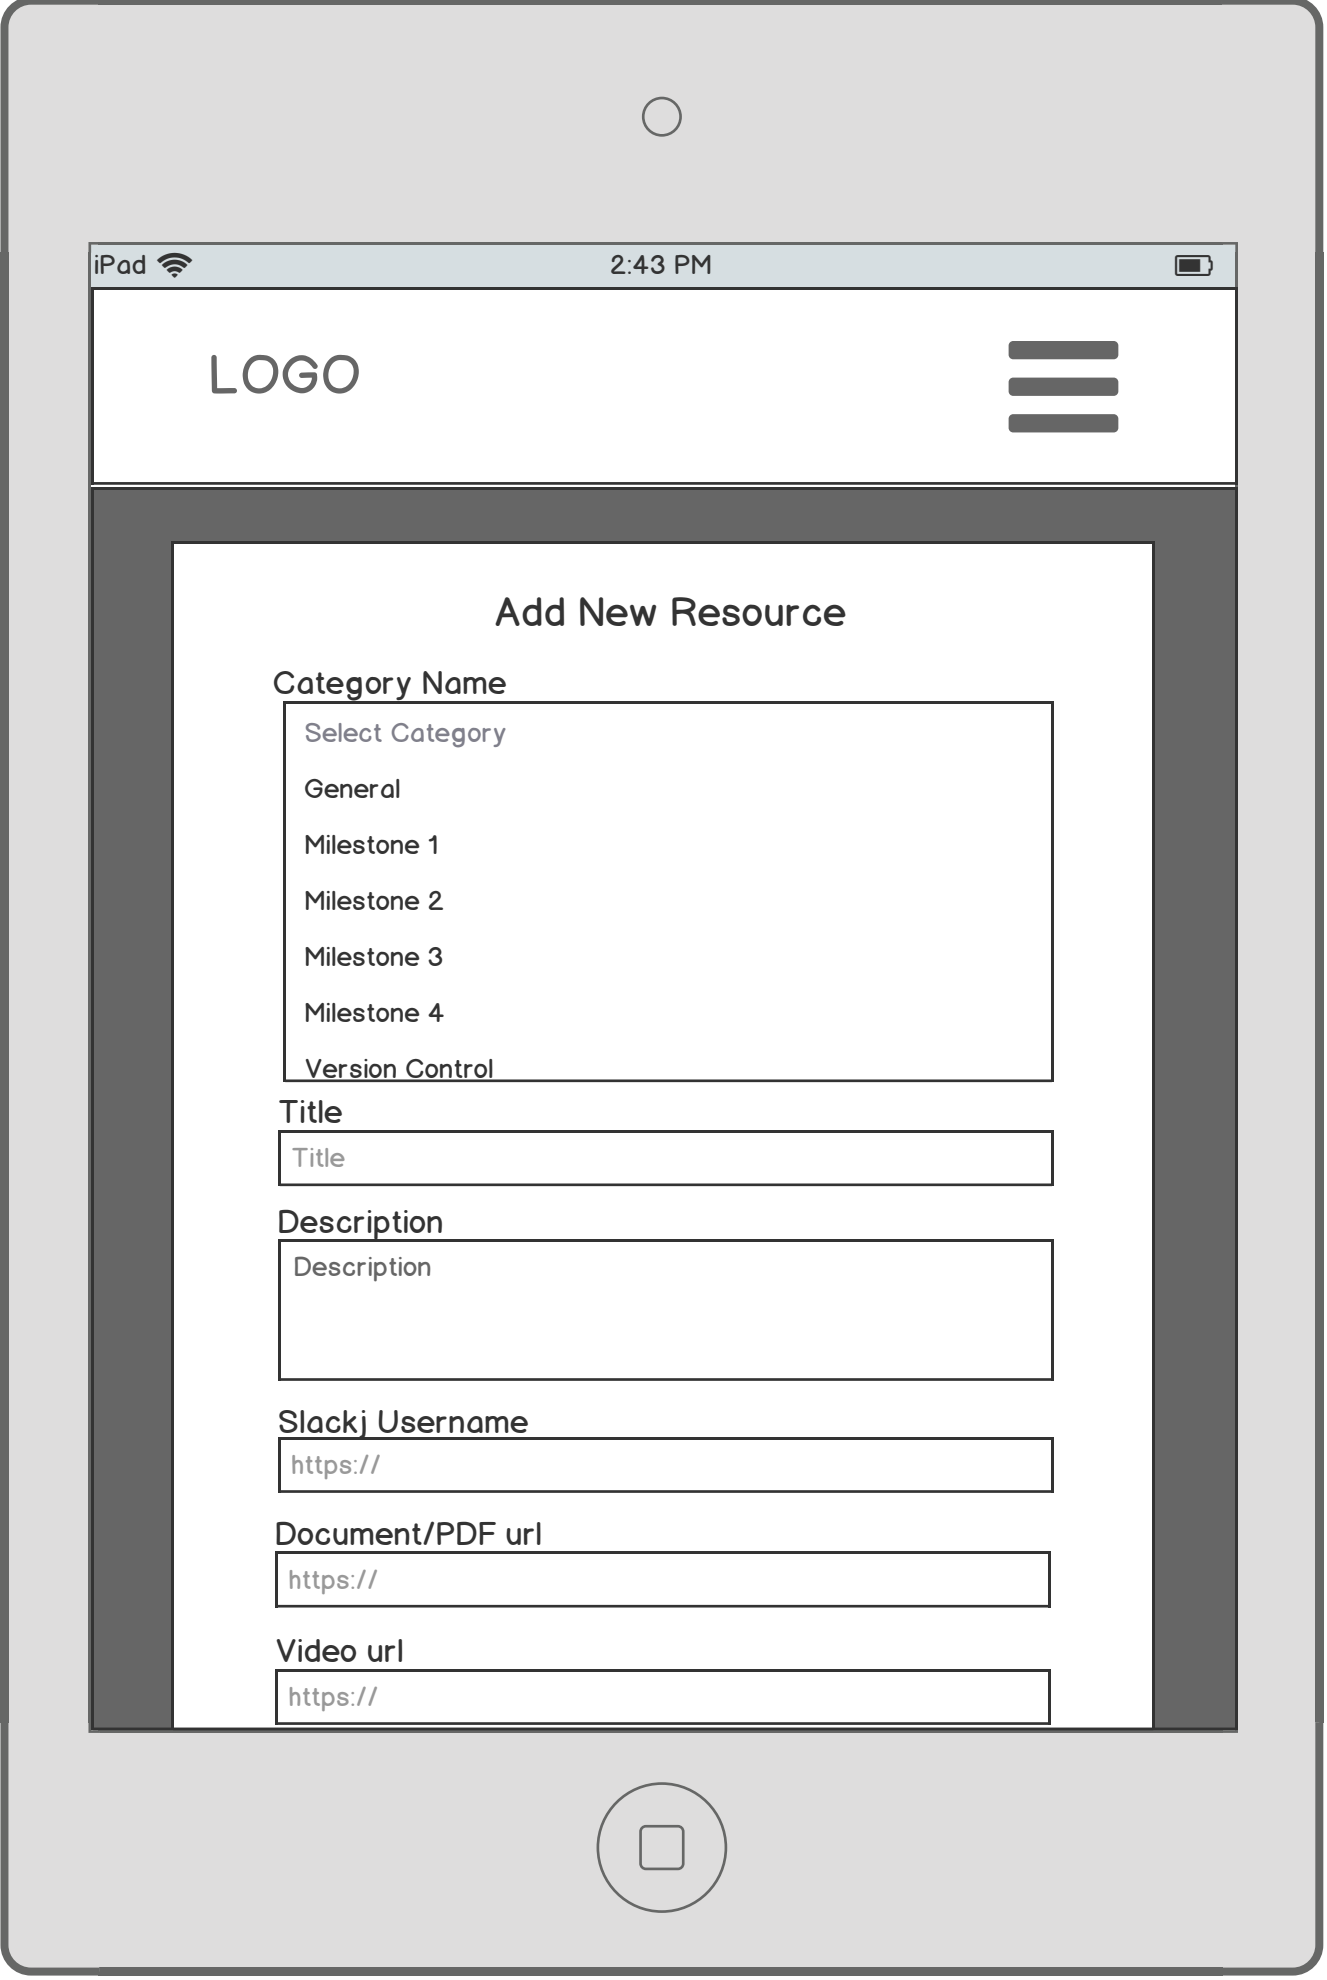 iPad 2:43 PM
LOGO
Add New Resource
Category Name
Select Category
General
Milestone 1
Milestone 2
Milestone 3
Milestone 4
Version Control
Title
Title
Description
Description
Slackj Username
https://
Document/PDF url
https://
Video url
https://